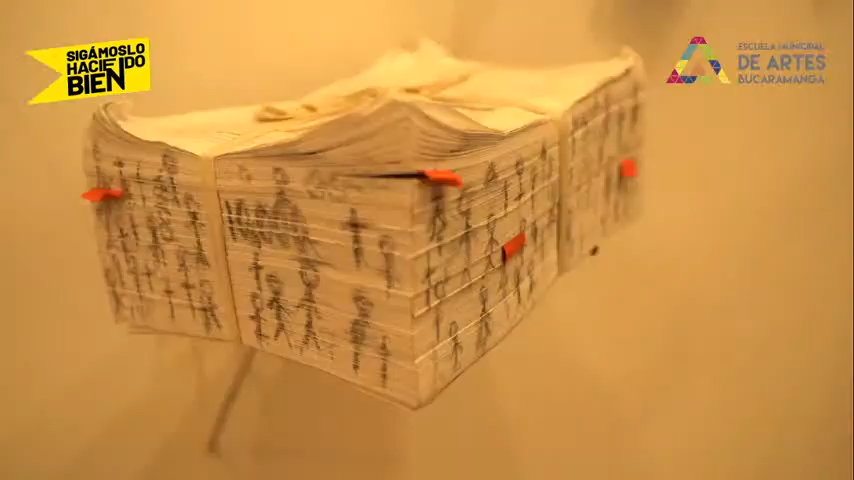 SIGÁMOSLO
HACIENDO
BIEN
ESCUELA MUNICIPAL
DE ARTES
BUCARAMANGA